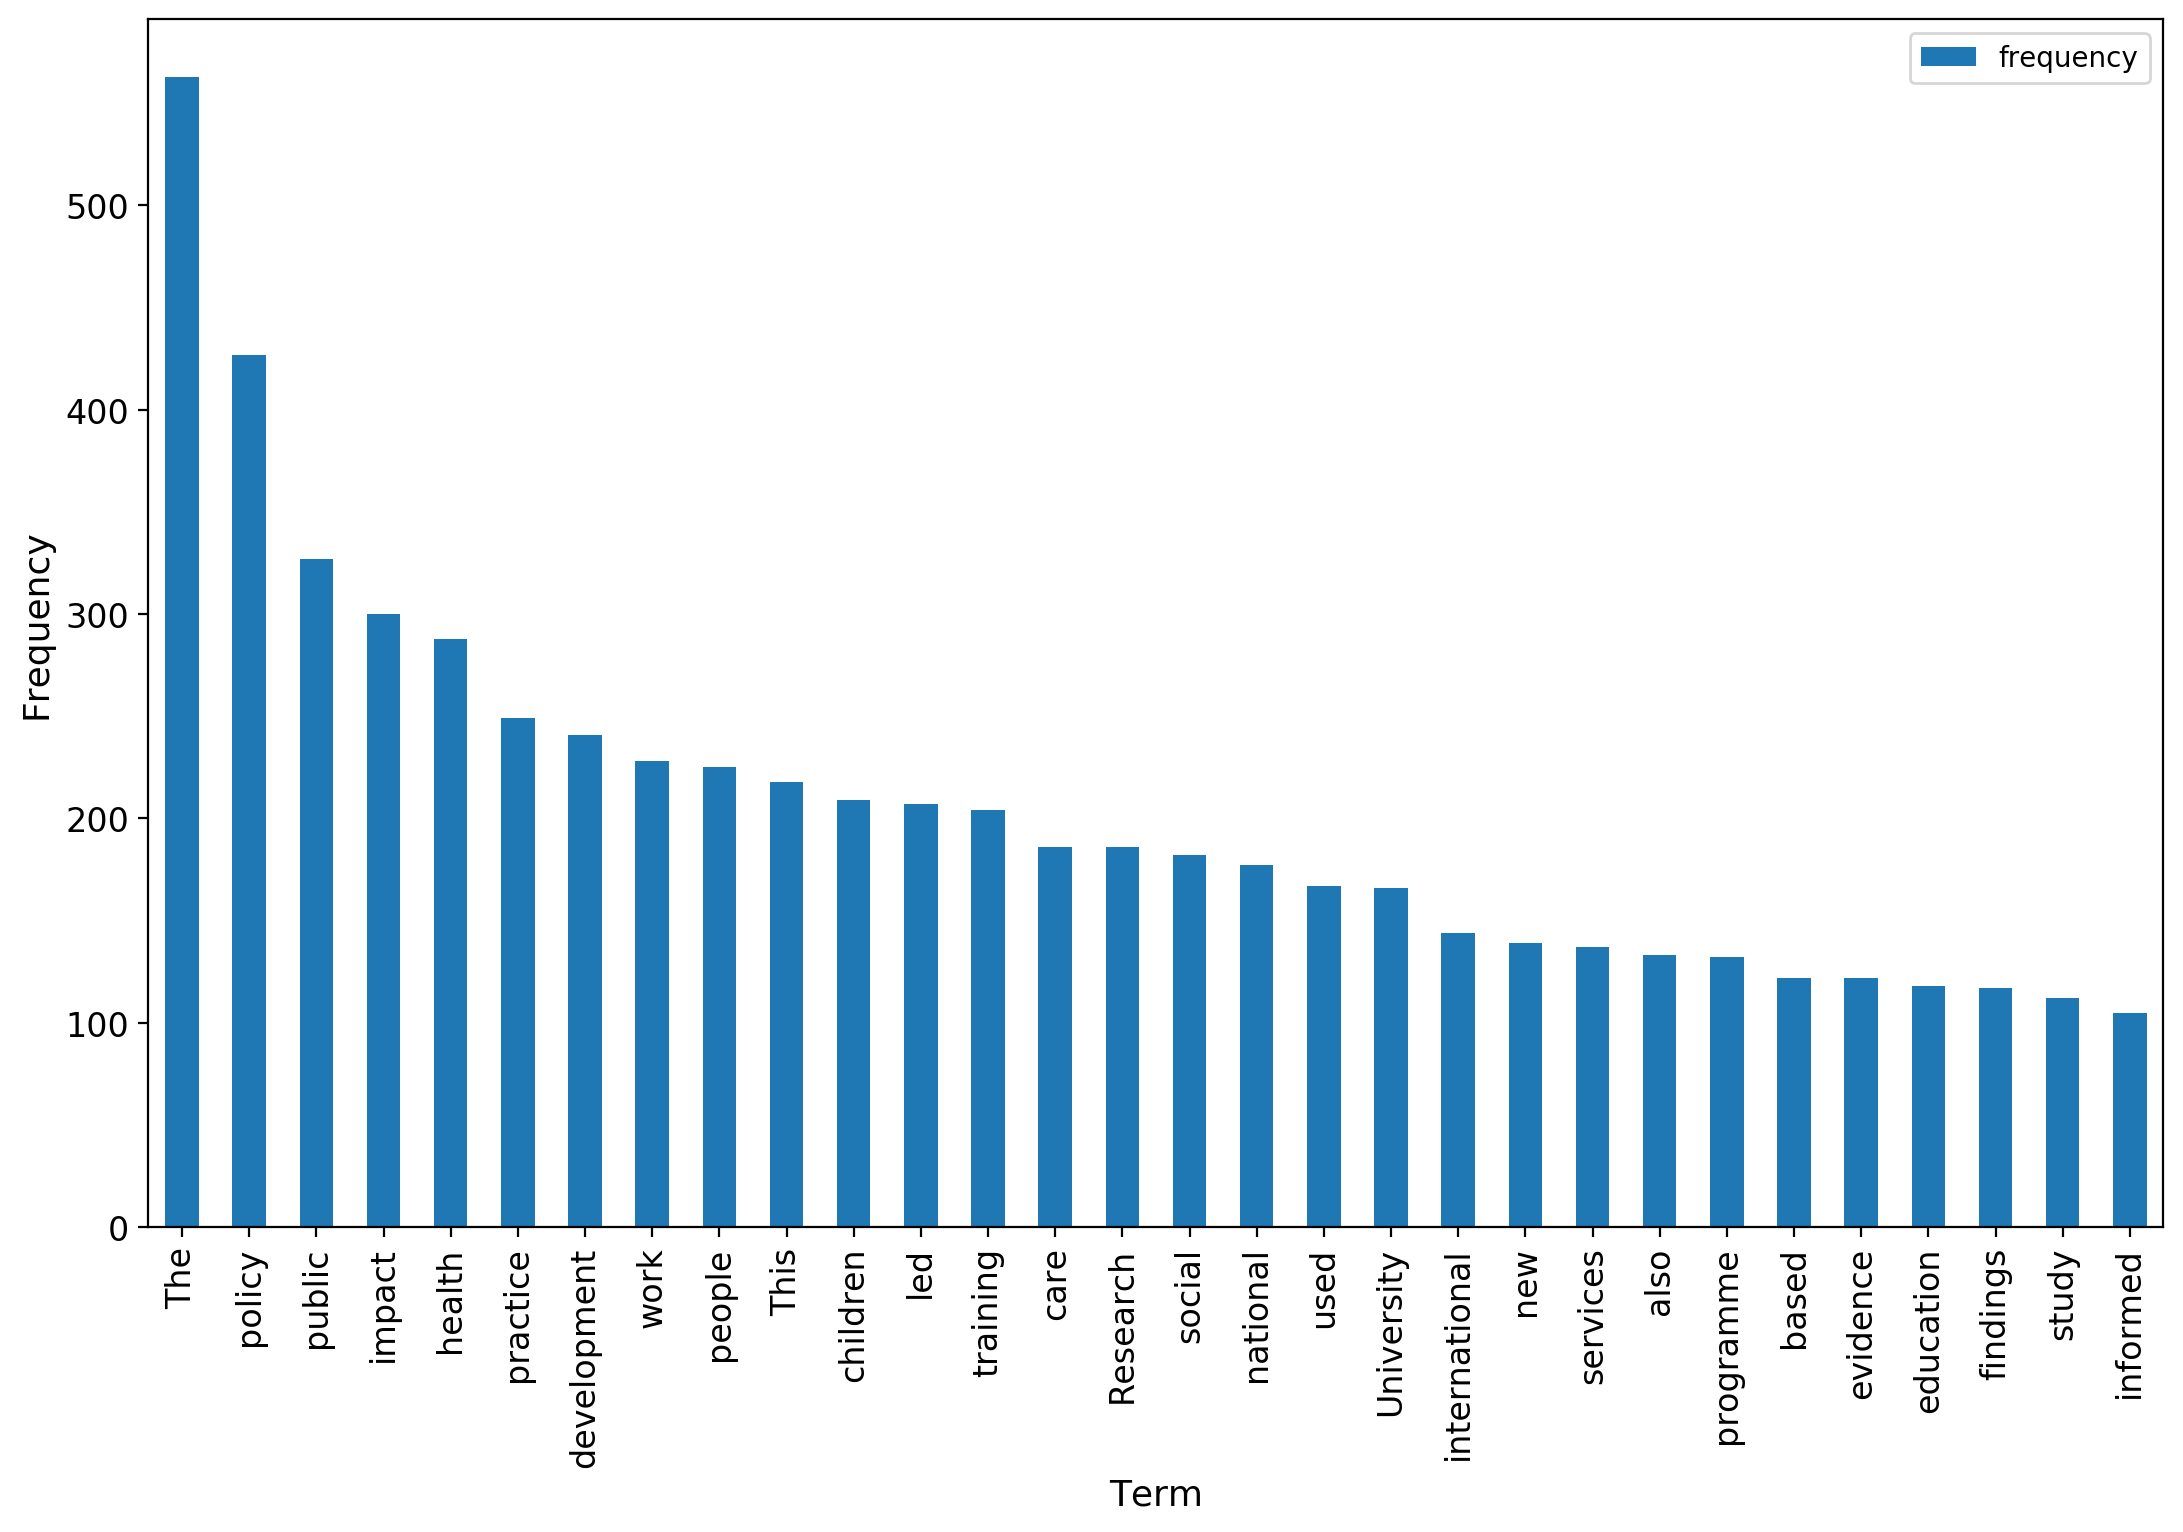 frequency
Frequency
500
400
300
200
100
0
The
policy
public
impact
health
practice
development
work
people
This
children
led
training
care
Research
social
national
used
University
international
new
services
also
programme
based
evidence
education
findings
study
informed
Term